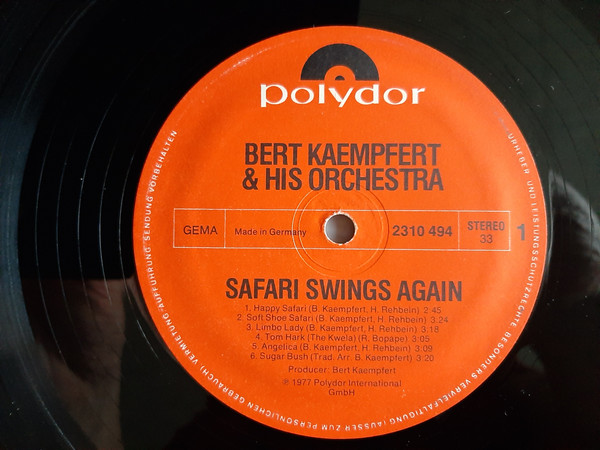 polydor
BERT KAEMPFERT
& HIS ORCHESTRA
GEMA
Made in Germany
2310 494
STEREO
33
1
SAFARI SWINGS AGAIN
1. Happy Safari (B. Kaempfert, H. Rehbein) 2:45
2. Soft Shoe Safari (B. Kaempfert, H. Rehbein) 3:24
3. Limbo Lady (B. Kaempfert, H. Rehbein) 3:18
4. Tom Hark (The Kwela) (R. Bopape) 3:05
5. Angelica (B. Kaempfert, H. Rehbein) 3:09
6. Sugar Bush (Trad. Arr. B. Kaempfert) 3:20
Producer: Bert Kaempfert
℗ 1977 Polydor International
GmbH
URHEBER- UND LEISTUNGSSCHUTZRECHTE BESONDERS VERVIELFÄLTIGUNG (AUSSER ZUM PERSÖNLICHEN GEBRAUCH), VERMIETUNG·AUFFÜHRUNG·SENDUNG VORBEHALTEN